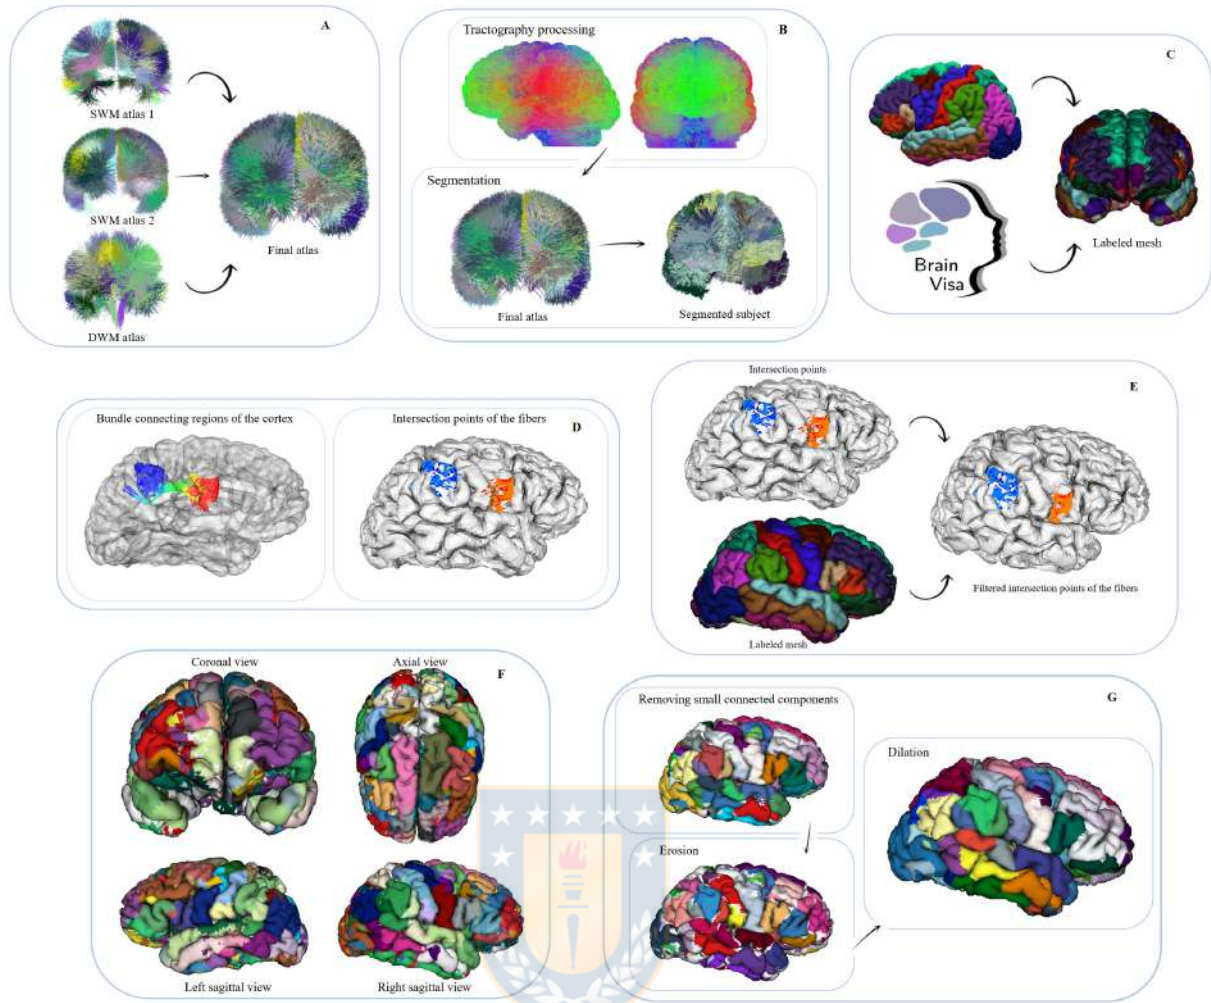 A
SWM atlas 1
SWM atlas 2
DWM atlas
Final atlas
B
Tractography processing
Segmentation
Final atlas
Segmented subject
C
Brain
Visa
Labeled mesh
Bundle connecting regions of the cortex
Intersection points of the fibers
D
Intersection points
E
Labeled mesh
Filtered intersection points of the fibers
Coronal view
Axial view
F
Left sagittal view
Right sagittal view
Removing small connected components
G
Dilation
Erosion